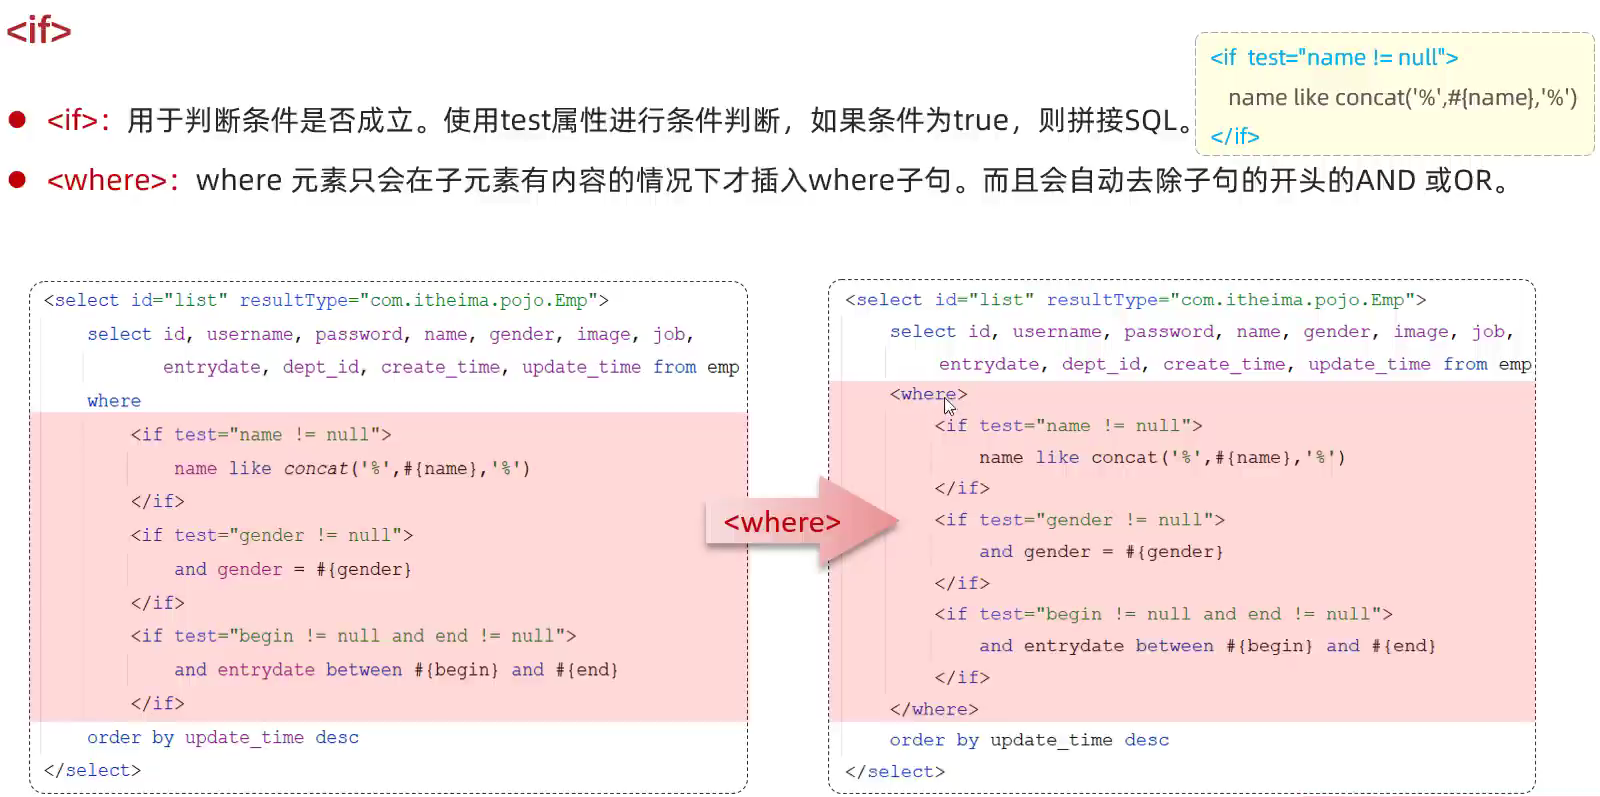 <if>
<if test="name != null">
name like concat('%',#{name},'%')
</if>
<if>：用于判断条件是否成立。使用test属性进行条件判断，如果条件为true，则拼接SQL。
<where>：where 元素只会在子元素有内容的情况下才插入where子句。而且会自动去除子句的开头的AND 或OR。
<select id="list" resultType="com.itheima.pojo.Emp">
select id, username, password, name, gender, image, job,
entrydate, dept_id, create_time, update_time from emp
where
<if test="name != null">
name like concat('%',#{name},'%')
</if>
<if test="gender != null">
and gender = #{gender}
</if>
<if test="begin != null and end != null">
and entrydate between #{begin} and #{end}
</if>
order by update_time desc
</select>
<where>
<select id="list" resultType="com.itheima.pojo.Emp">
select id, username, password, name, gender, image, job,
entrydate, dept_id, create_time, update_time from emp
<where>
<if test="name != null">
name like concat('%',#{name},'%')
</if>
<if test="gender != null">
and gender = #{gender}
</if>
<if test="begin != null and end != null">
and entrydate between #{begin} and #{end}
</if>
</where>
order by update_time desc
</select>